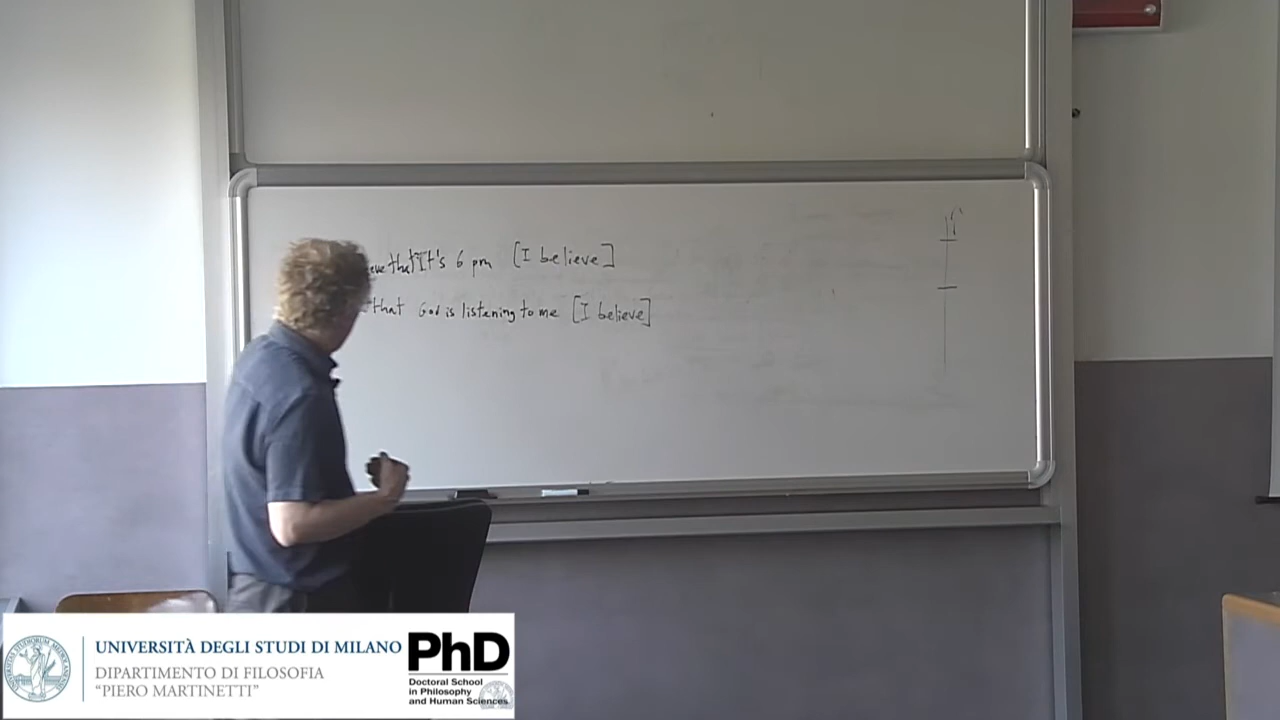 that It's 6 pm [I believe]
that God is listening to me [I believe]
UNIVERSITÀ DEGLI STUDI DI MILANO
DIPARTIMENTO DI FILOSOFIA
"PIERO MARTINETTI"
PhD
Doctoral School
in Philosophy
and Human Sciences